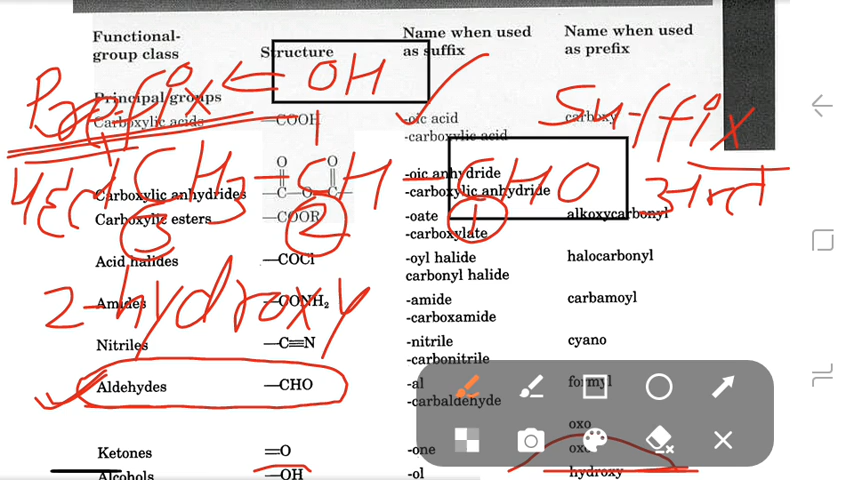 Functional-group class Structure Name when used as suffix Name when used as prefix
Prefix ← OH
Principal groups
Suffix
Carboxylic acids —COOH -oic acid carboxy
-carboxylic acid
CH3-CH-CHO
O O
Carboxylic anhydrides —C—O—C— -oic anhydride
-carboxylic anhydride
Carboxylic esters —COOR -oate alkoxycarbonyl
-carboxylate
3 2 1
Acid halides —COCl -oyl halide halocarbonyl
carbonyl halide
2-hydroxy
Amides —CONH2 -amide carbamoyl
-carboxamide
Nitriles —C≡N -nitrile cyano
-carbonitrile
Aldehydes —CHO -al formyl
-carbaldehyde
oxo
Ketones =O -one oxo
Alcohols —OH -ol hydroxy